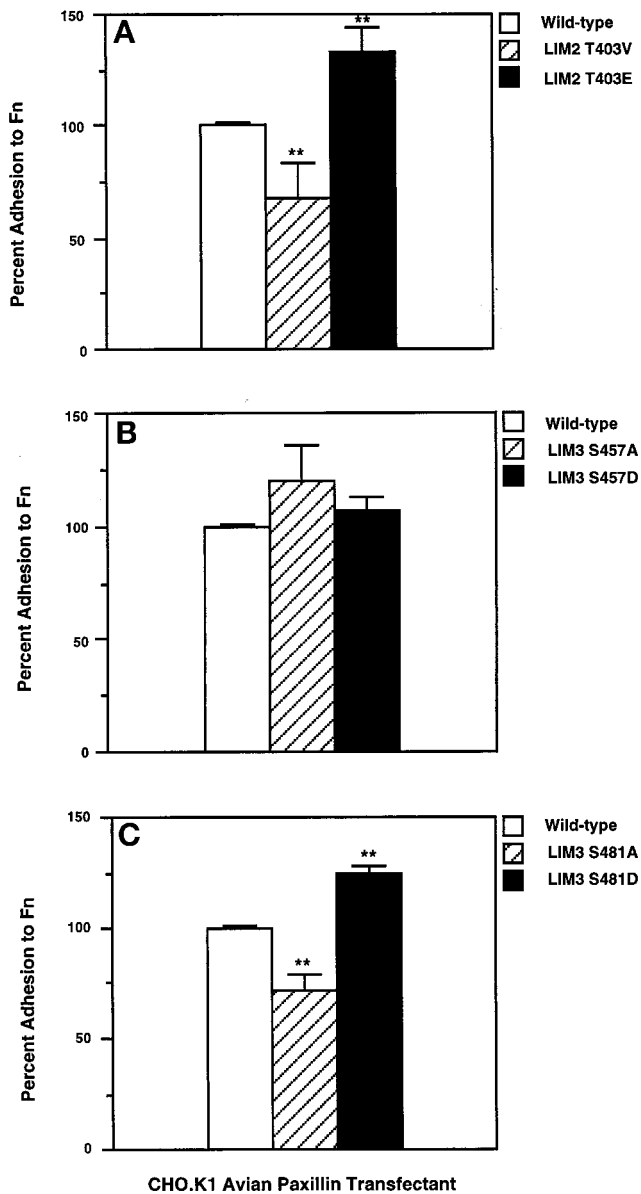 A
150
100
50
0
Percent Adhesion to Fn
**
**
Wild-type
LIM2 T403V
LIM2 T403E
B
150
100
50
0
Percent Adhesion to Fn
Wild-type
LIM3 S457A
LIM3 S457D
C
150
100
50
0
Percent Adhesion to Fn
**
**
Wild-type
LIM3 S481A
LIM3 S481D
CHO.K1 Avian Paxillin Transfectant